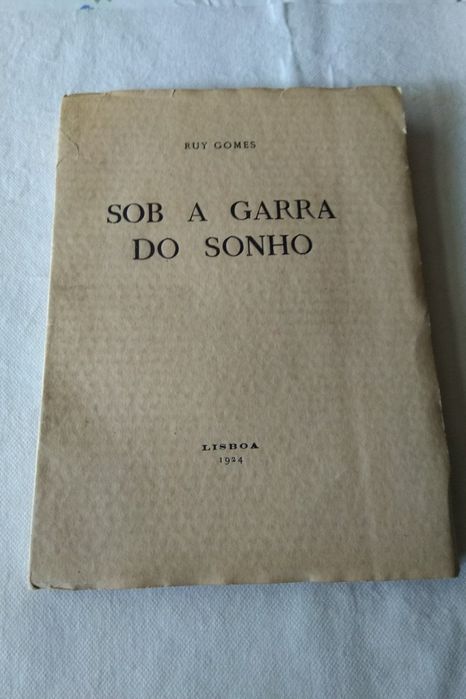 RUY GOMES
SOB A GARRA
DO SONHO
LISBOA
1924